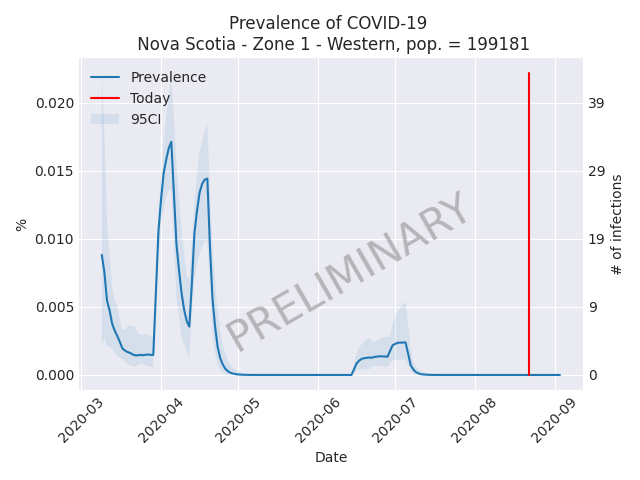 Prevalence of COVID-19
Nova Scotia - Zone 1 - Western, pop. = 199181
Prevalence
Today
95CI
0.020
0.015
0.010
0.005
0.000
%
39
29
19
9
0
# of infections
PRELIMINARY
2020-03
2020-04
2020-05
2020-06
2020-07
2020-08
2020-09
Date